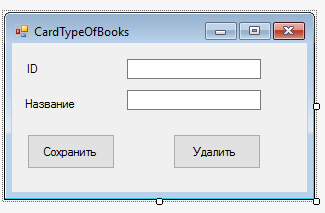 CardTypeOfBooks
ID
Название
Сохранить Удалить